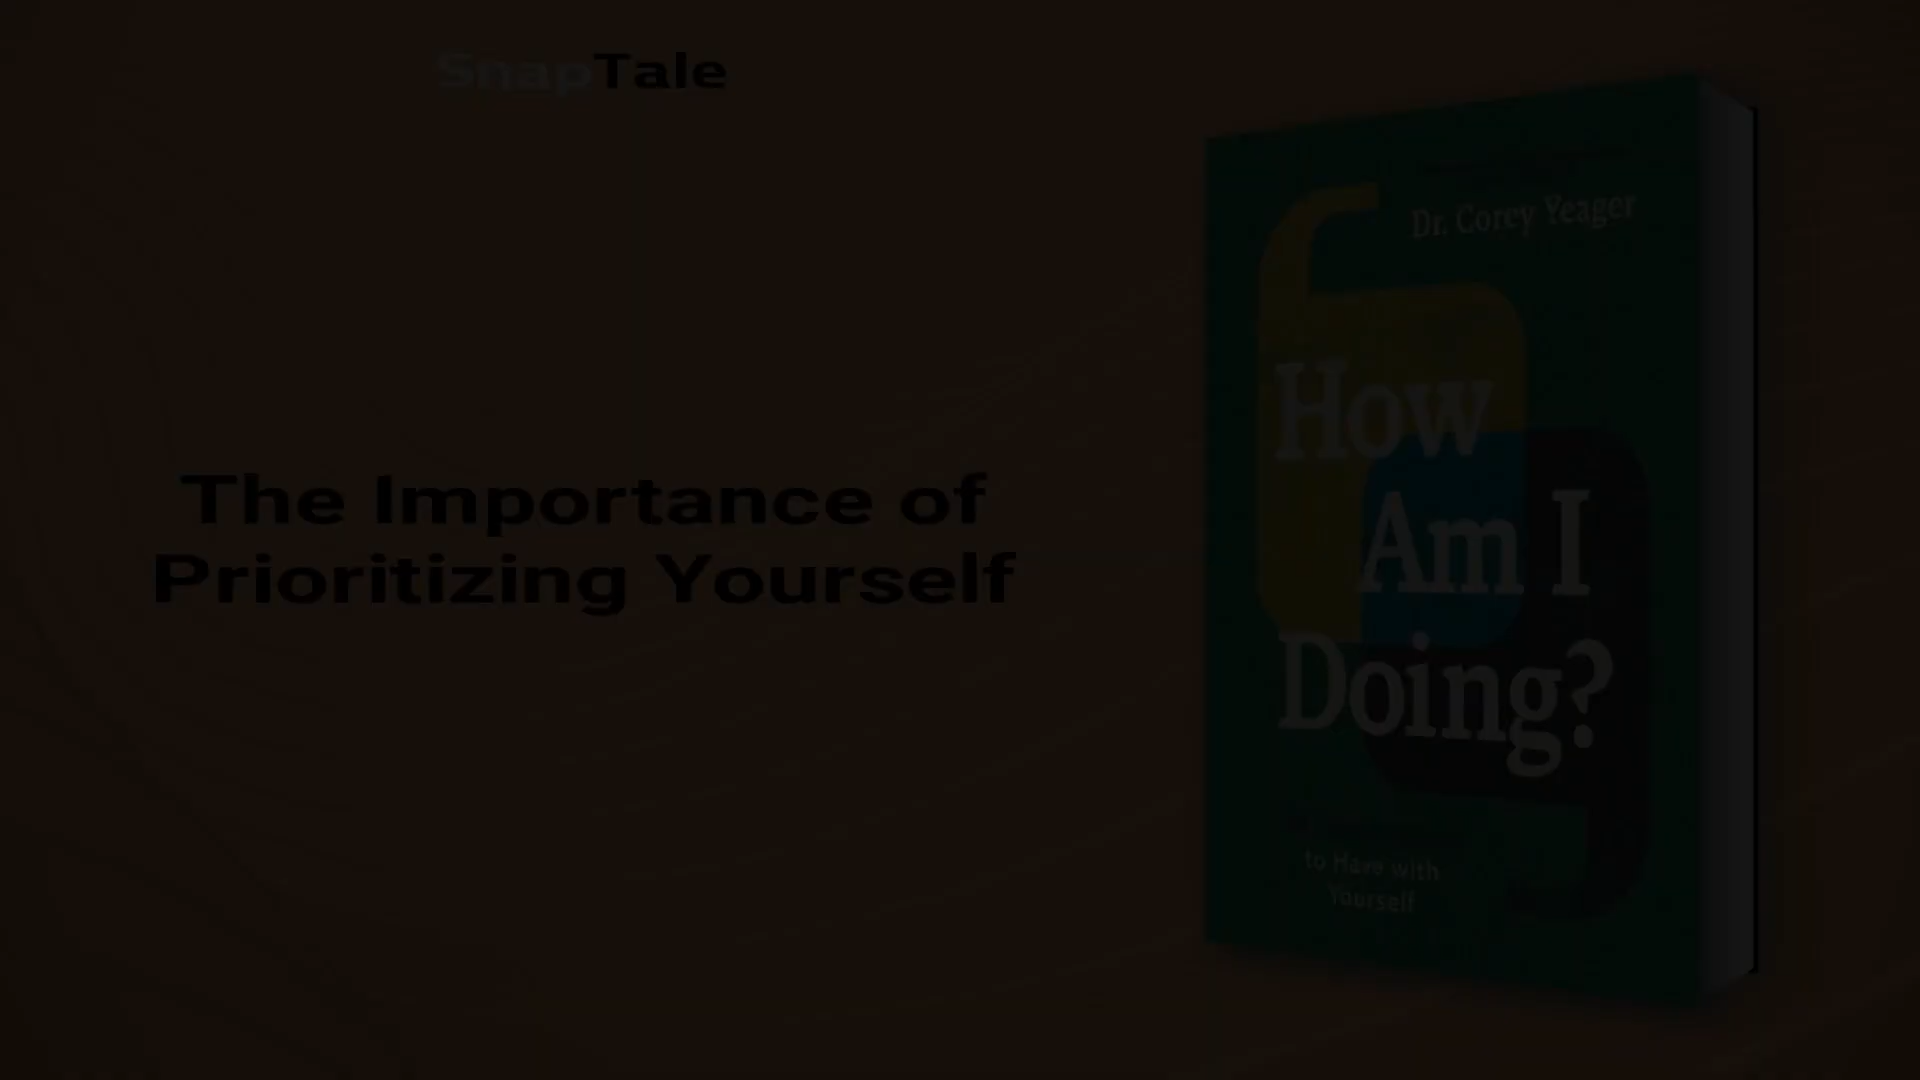 SnapTale
The Importance of
Prioritizing Yourself
Dr. Corey Yeager
How
Am I
Doing?
to Have with
Yourself